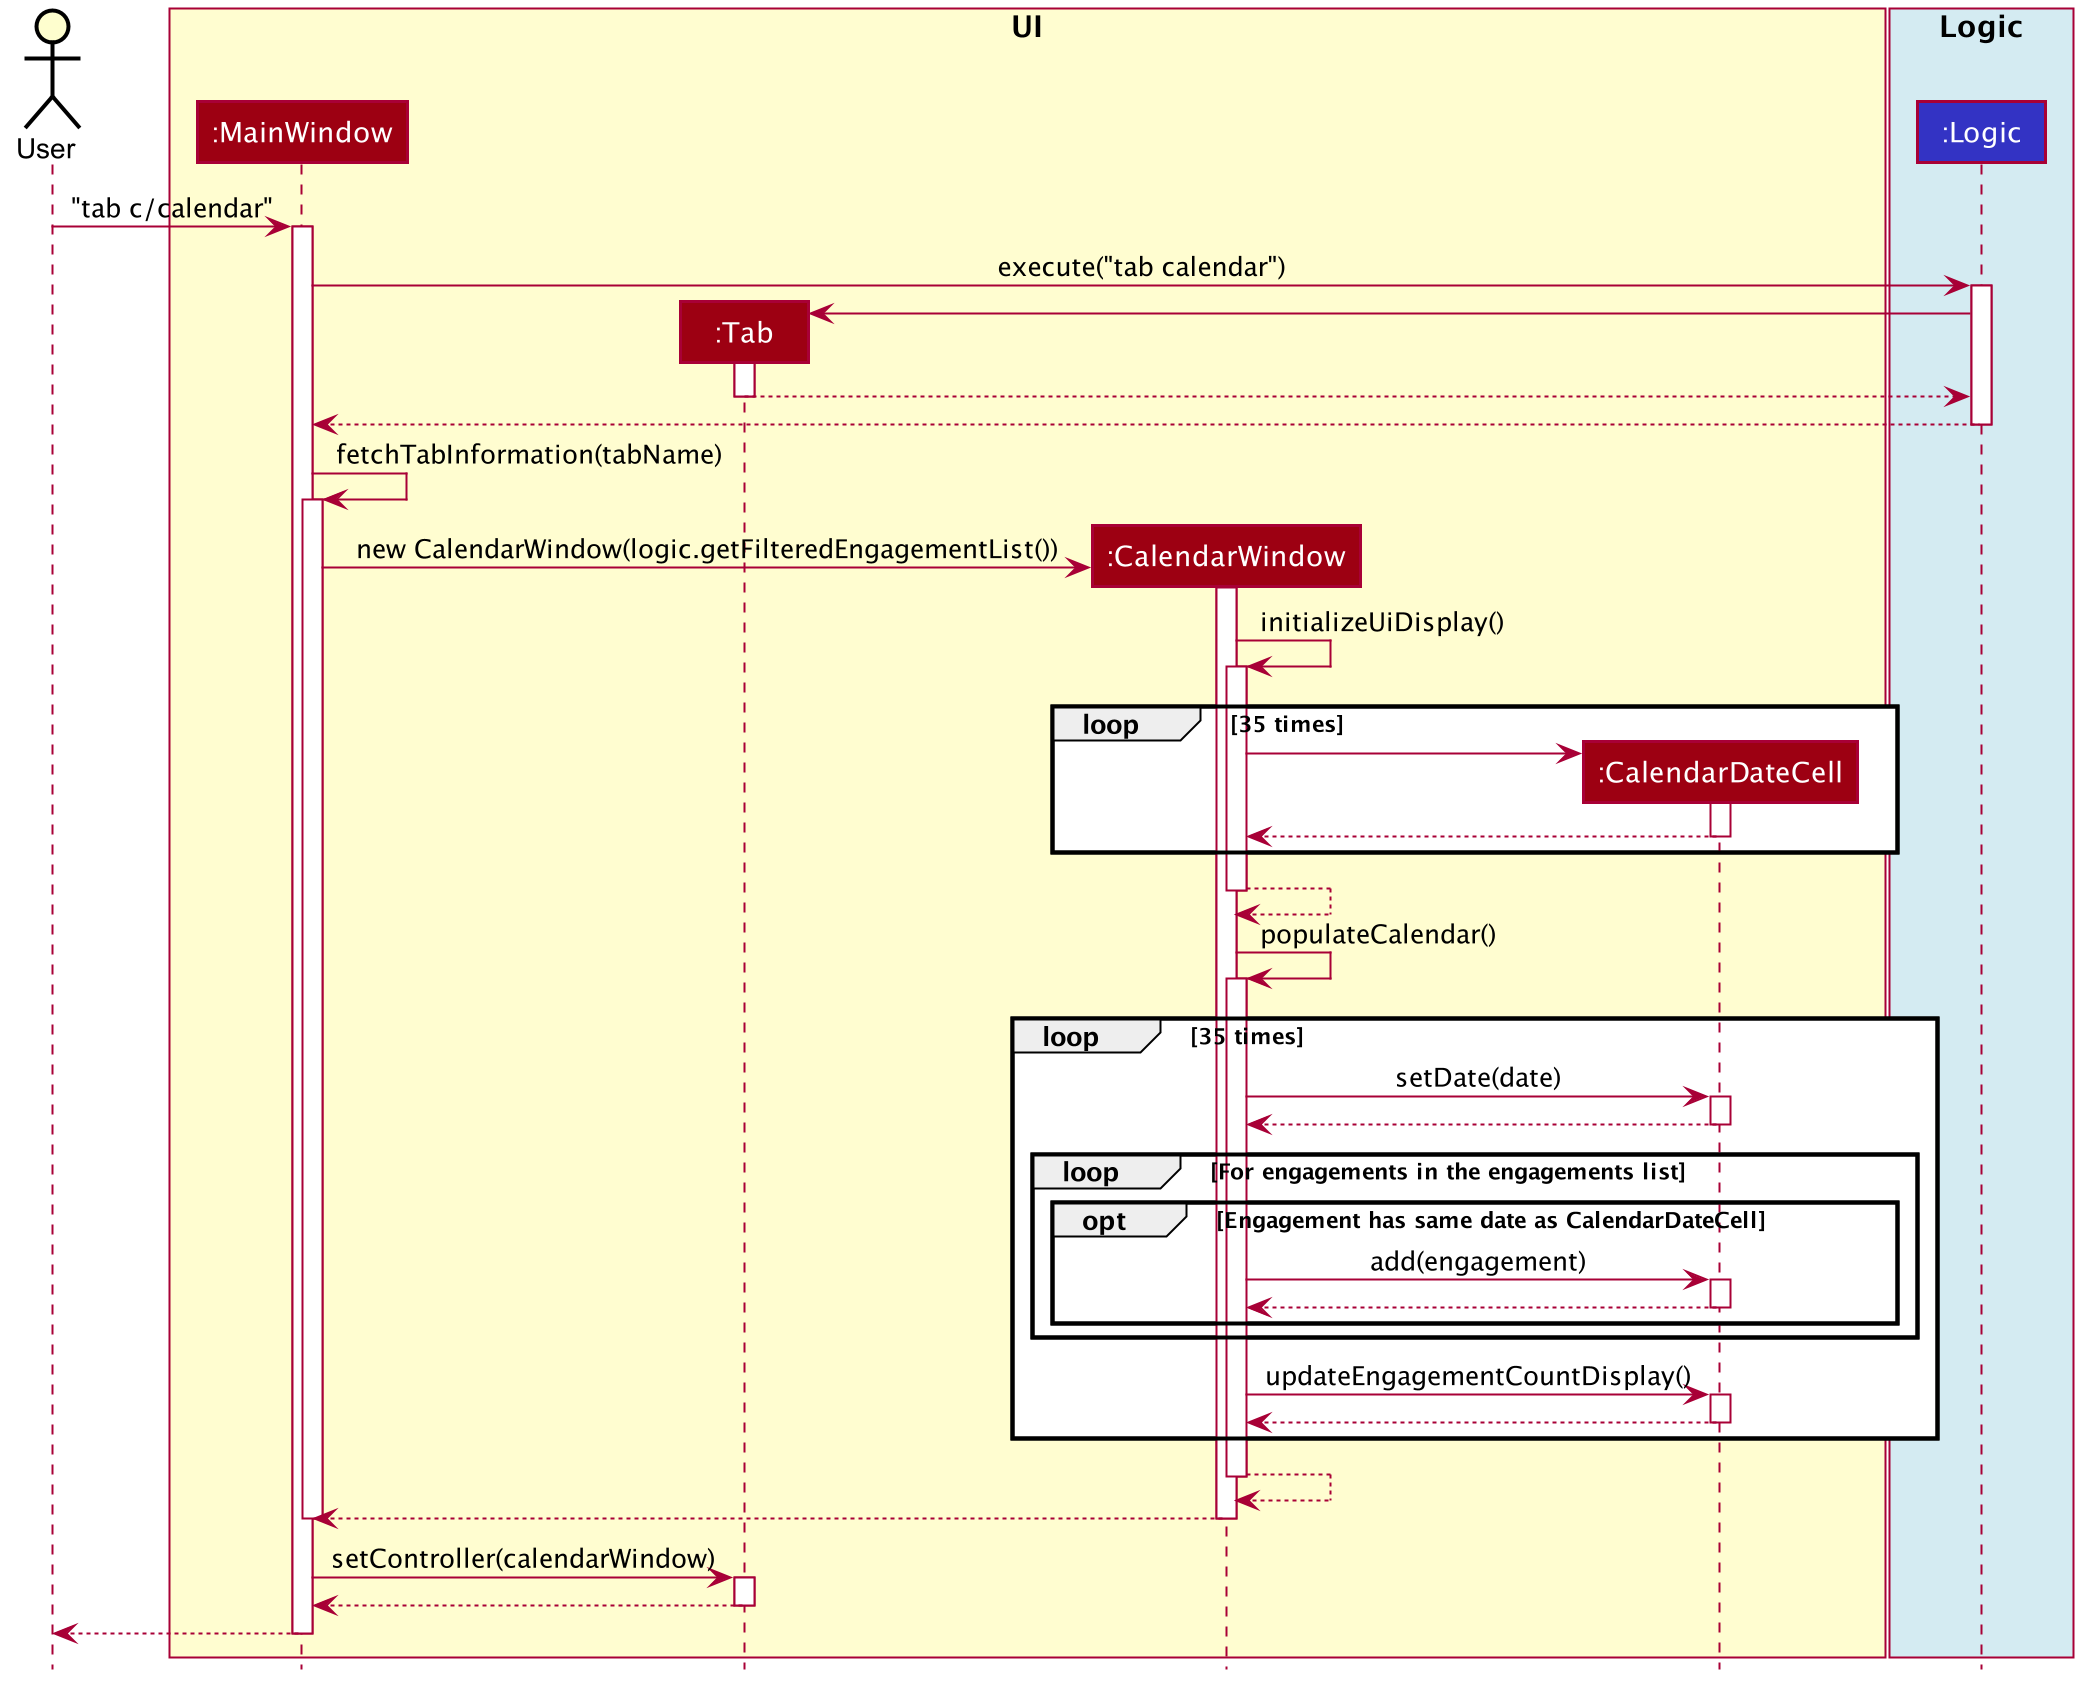 UI
Logic
User
:MainWindow
:Logic
"tab c/calendar"
execute("tab calendar")
:Tab
fetchTabInformation(tabName)
new CalendarWindow(logic.getFilteredEngagementList())
:CalendarWindow
initializeUiDisplay()
loop [35 times]
:CalendarDateCell
populateCalendar()
loop [35 times]
setDate(date)
loop [For engagements in the engagements list]
opt [Engagement has same date as CalendarDateCell]
add(engagement)
updateEngagementCountDisplay()
setController(calendarWindow)